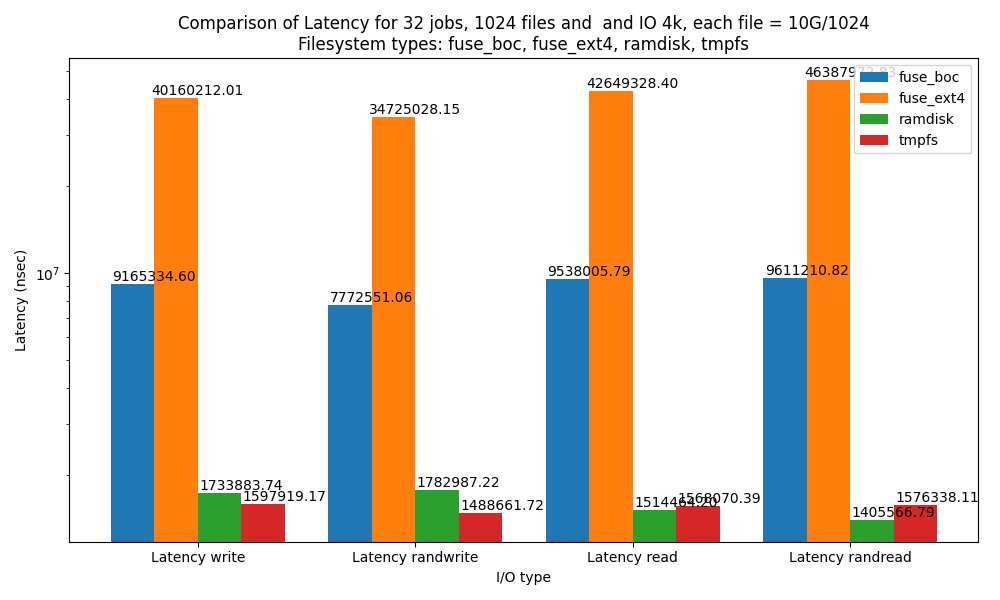 Comparison of Latency for 32 jobs, 1024 files and  and IO 4k, each file = 10G/1024
Filesystem types: fuse_boc, fuse_ext4, ramdisk, tmpfs
fuse_boc
fuse_ext4
ramdisk
tmpfs
40160212.01
34725028.15
42649328.40
9165334.60
7772551.06
9538005.79
9611210.82
1733883.74
1597919.17
1782987.22
1488661.72
1514464.20
1568070.39
1405566.79
1576338.11
10^7
Latency (nsec)
Latency write
Latency randwrite
Latency read
Latency randread
I/O type